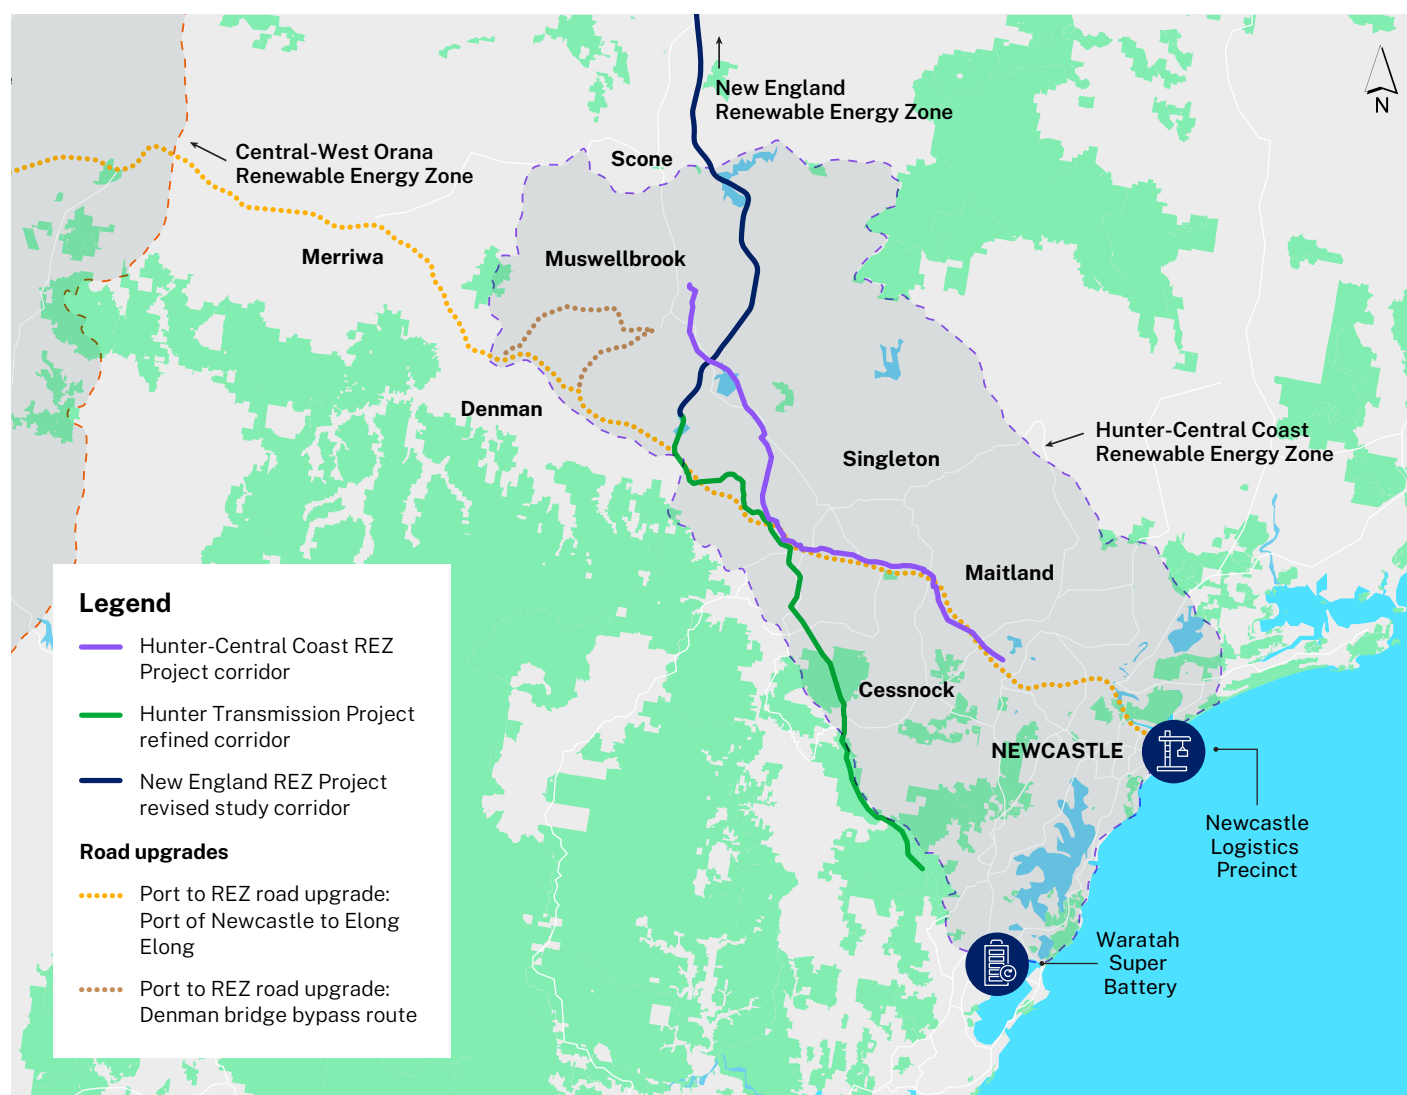 New England
Renewable Energy Zone
N
Central-West Orana
Renewable Energy Zone
Scone
Merriwa
Muswellbrook
Denman
Hunter-Central Coast
Renewable Energy Zone
Singleton
Maitland
Cessnock
NEWCASTLE
Newcastle
Logistics
Precinct
Waratah
Super
Battery
Legend
Hunter-Central Coast REZ
Project corridor
Hunter Transmission Project
refined corridor
New England REZ Project
revised study corridor
Road upgrades
Port to REZ road upgrade:
Port of Newcastle to Elong
Elong
Port to REZ road upgrade:
Denman bridge bypass route